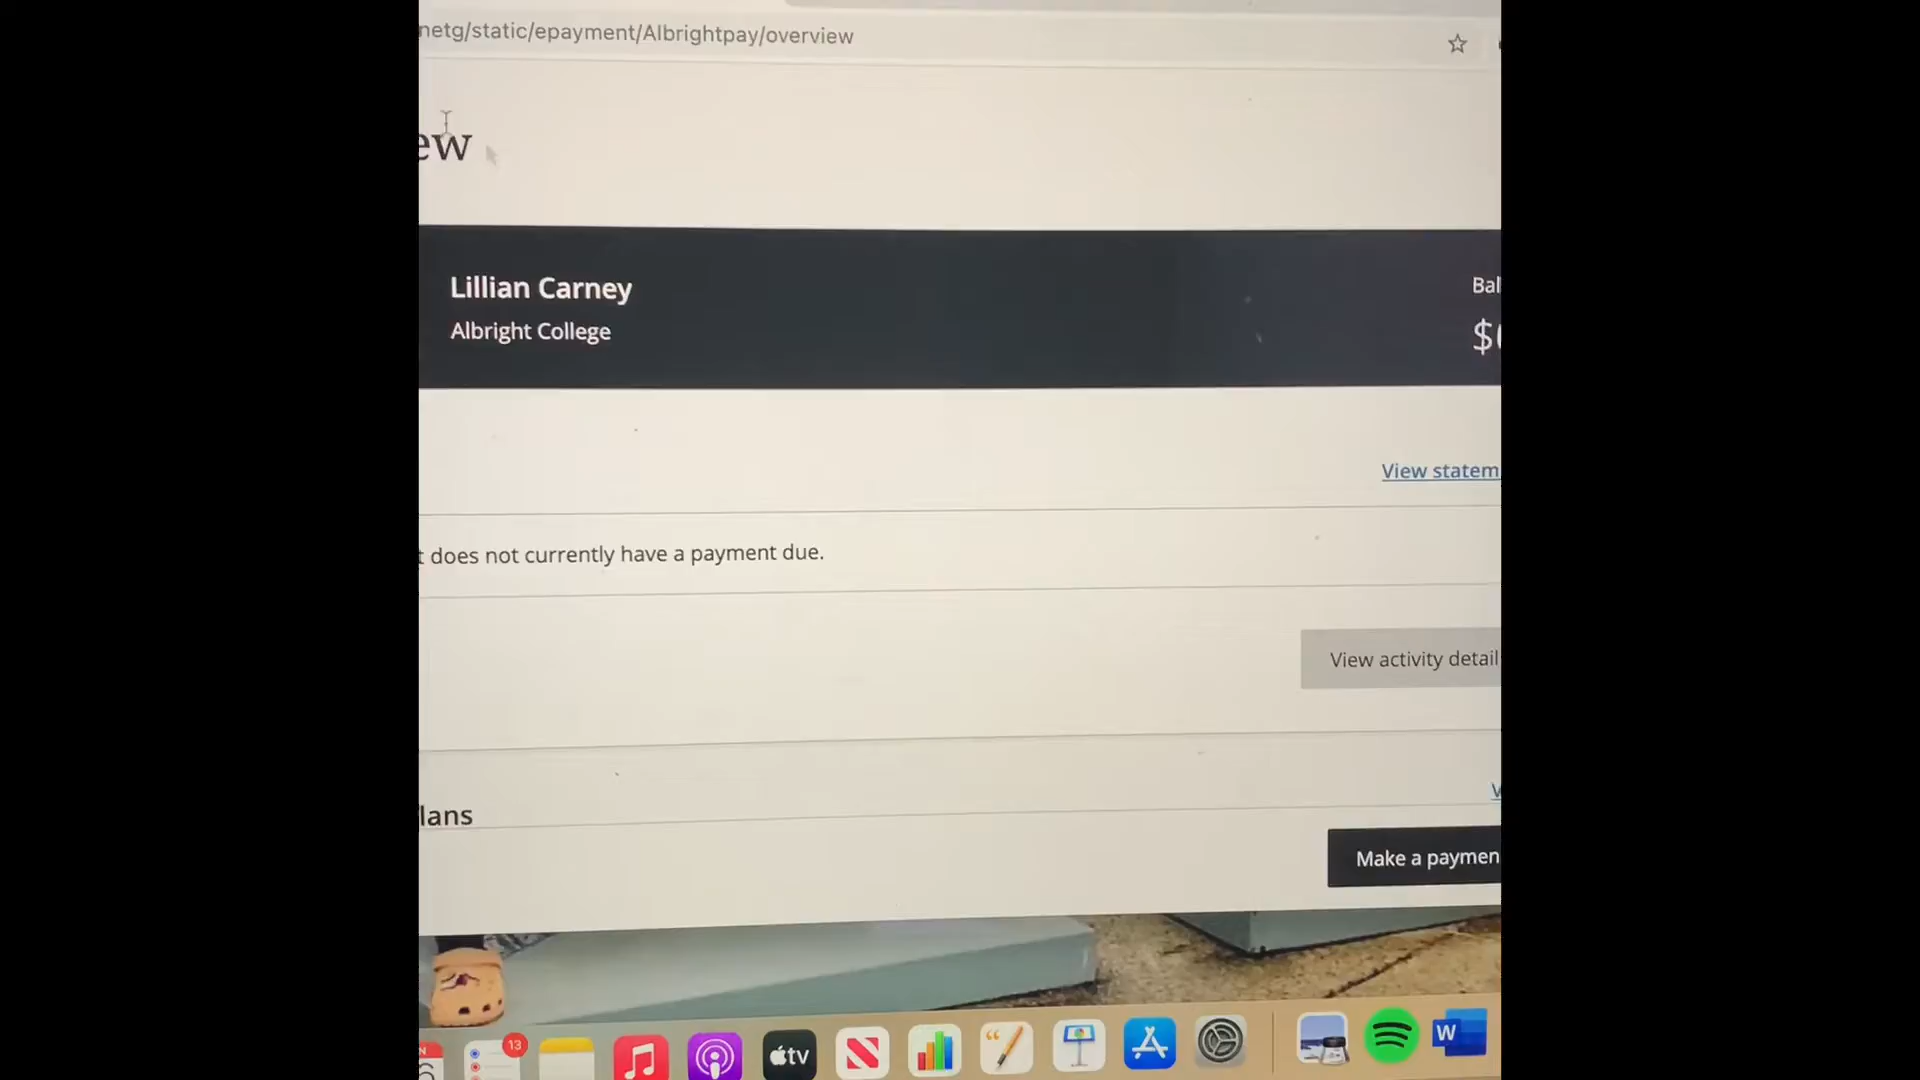 netg/static/epayment/Albrightpay/overview
ew
Lillian Carney
Albright College
Bal
$
View statem
t does not currently have a payment due.
View activity detail
lans
V
Make a paymen
13
tv
W